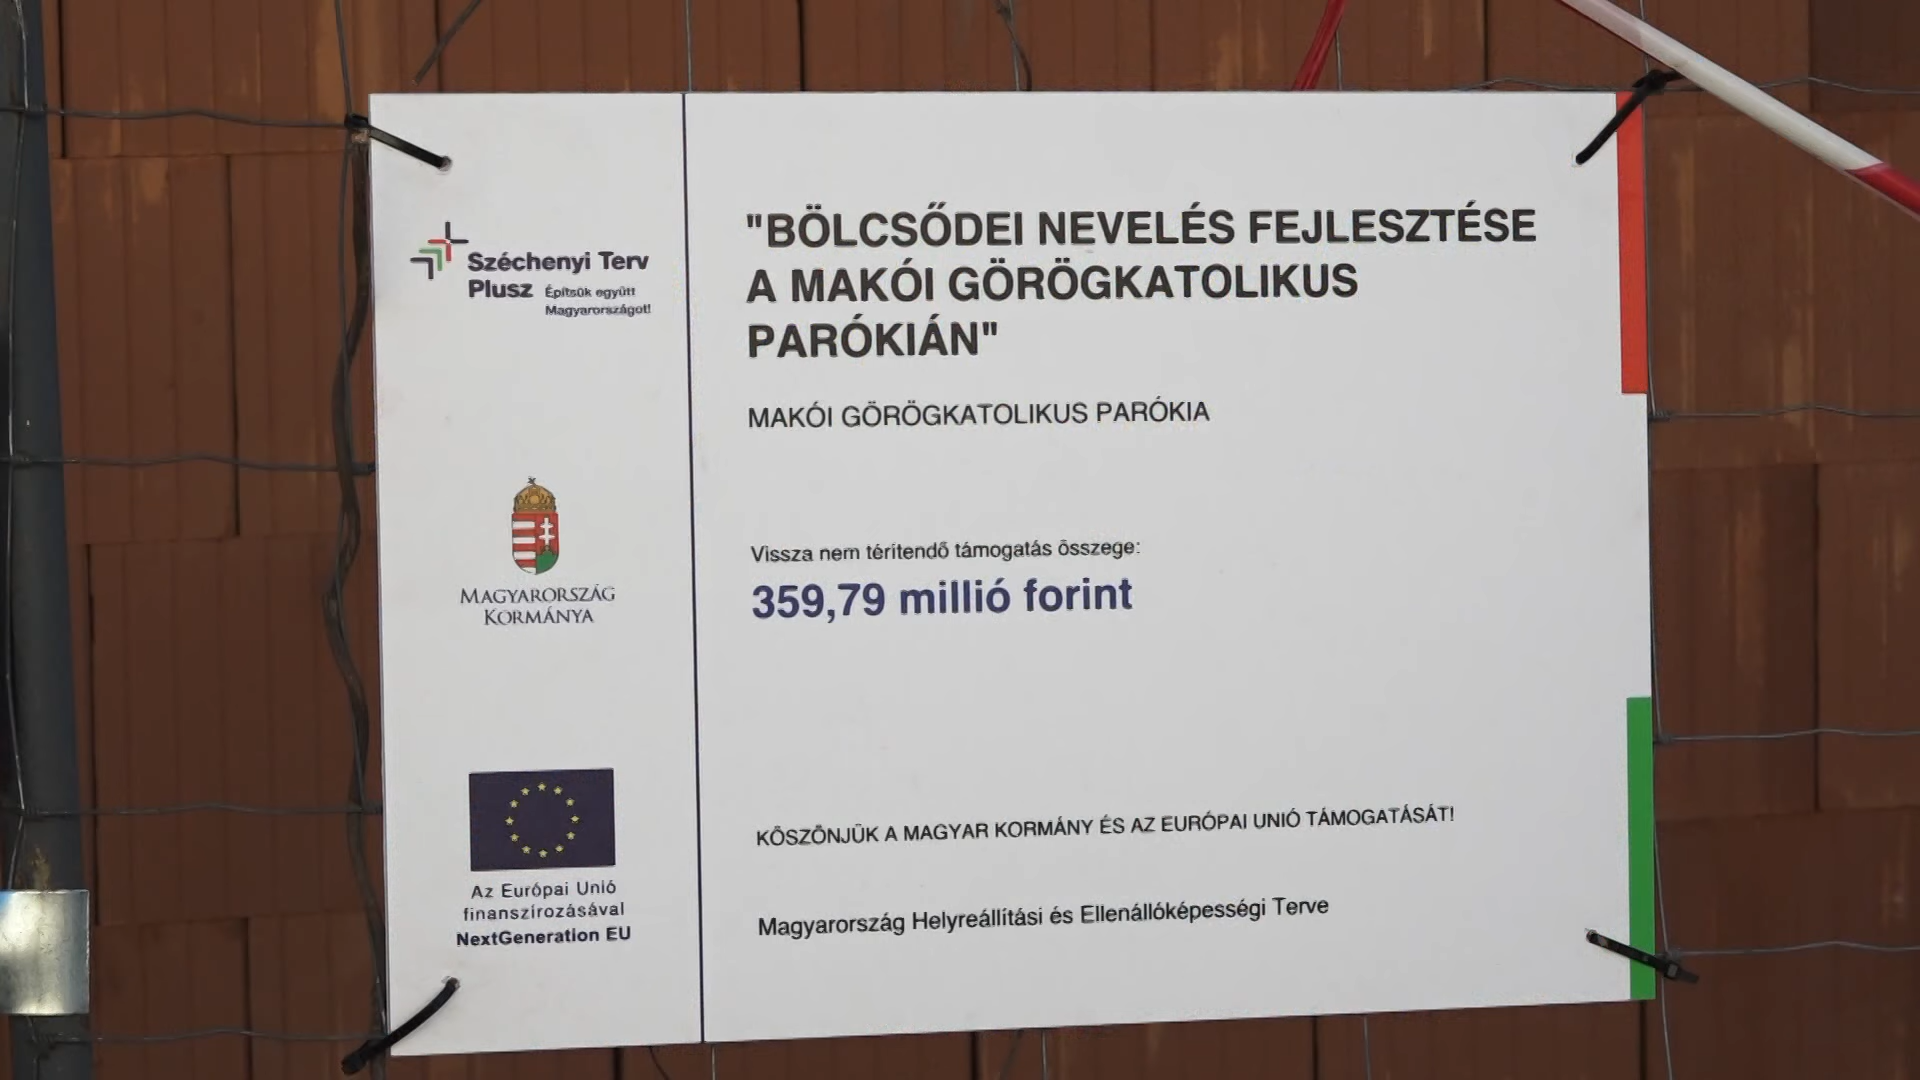 Széchenyi Terv
Plusz Építsük együtt
Magyarországot!
MAGYARORSZÁG
KORMÁNYA
Az Európai Unió
finanszírozásával
NextGeneration EU
"BÖLCSŐDEI NEVELÉS FEJLESZTÉSE
A MAKÓI GÖRÖGKATOLIKUS
PARÓKIÁN"
MAKÓI GÖRÖGKATOLIKUS PARÓKIA
Vissza nem térítendő támogatás összege:
359,79 millió forint
KÖSZÖNJÜK A MAGYAR KORMÁNY ÉS AZ EURÓPAI UNIÓ TÁMOGATÁSÁT!
Magyarország Helyreállítási és Ellenállóképességi Terve